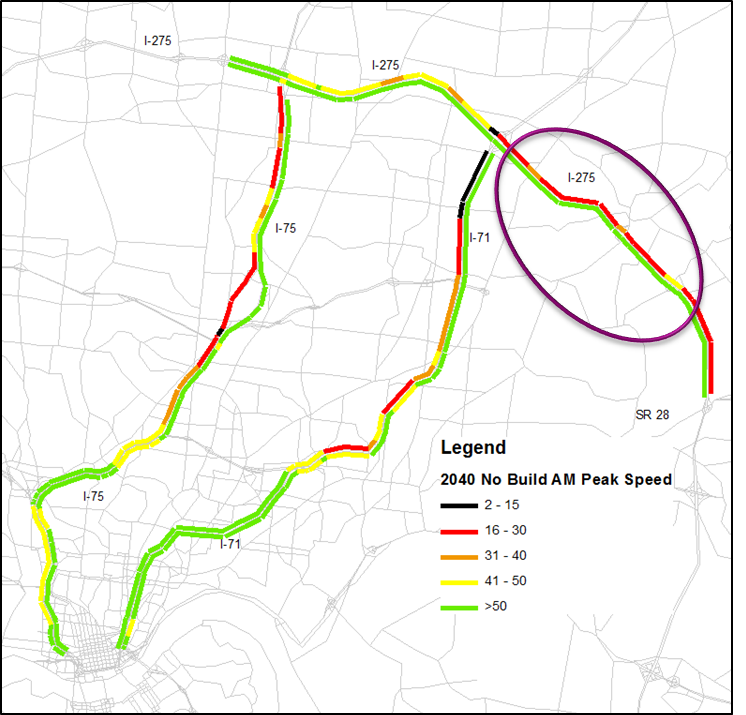 I-275
I-275
I-275
I-75
I-71
SR 28
Legend
2040 No Build AM Peak Speed
2 - 15
16 - 30
31 - 40
41 - 50
>50
I-75
I-71